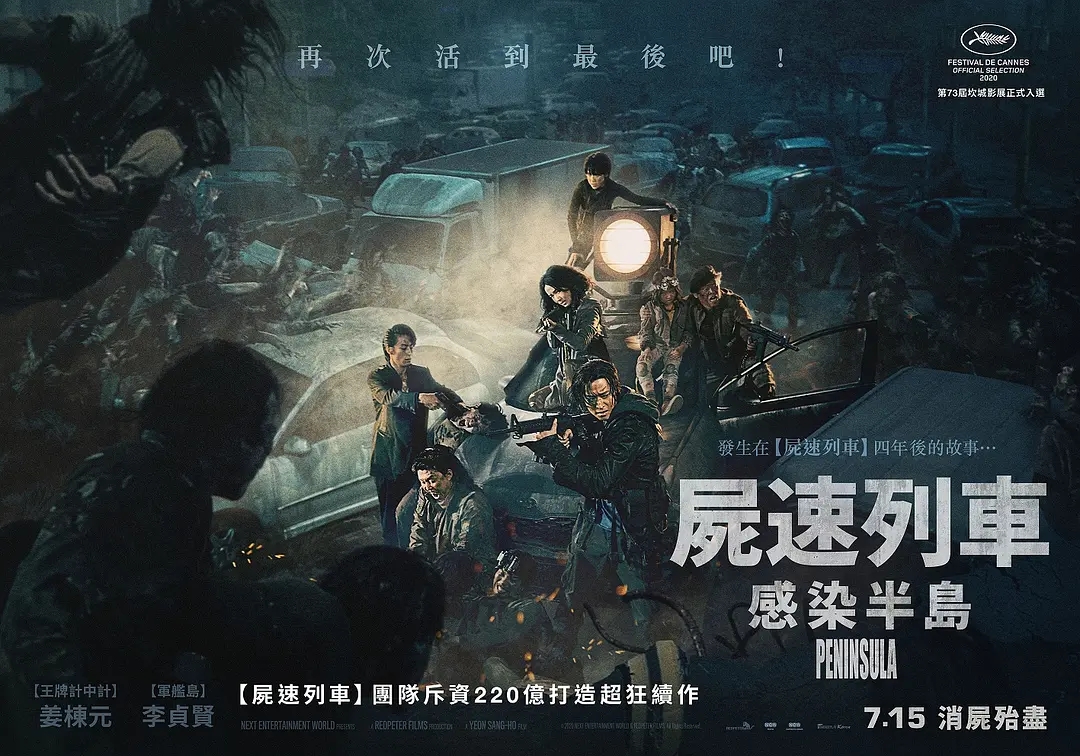 再次活到最後吧！
FESTIVAL DE CANNES
OFFICIAL SELECTION
2020
第73屆坎城影展正式入選
發生在【屍速列車】四年後的故事…
屍速列車
感染半島
PENINSULA
【王牌計中計】 【軍艦島】
姜棟元 李貞賢
【屍速列車】團隊斥資220億打造超狂續作
NEXT ENTERTAINMENT WORLD PRESENTS A REDPETER FILMS PRODUCTION A YEON SANG-HO FILM
7.15 消屍殆盡